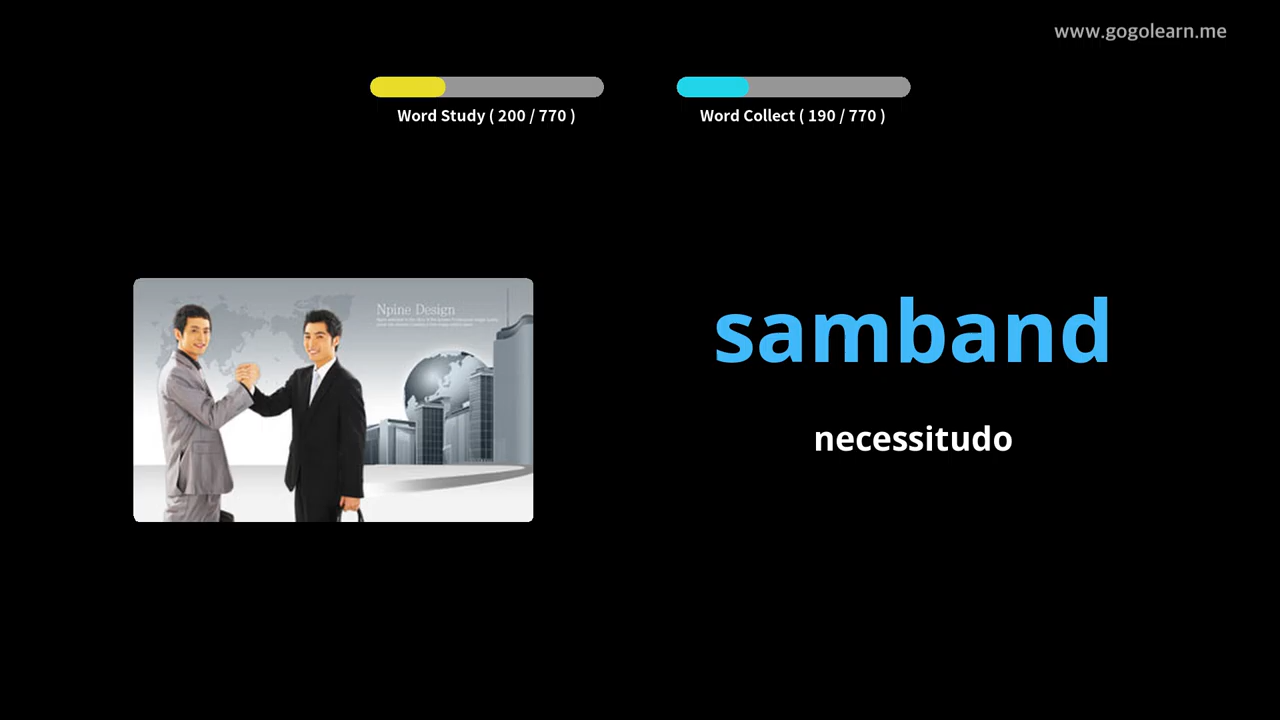 www.gogolearn.me
Word Study ( 200 / 770 )
Word Collect ( 190 / 770 )
Npine Design
samband
necessitudo